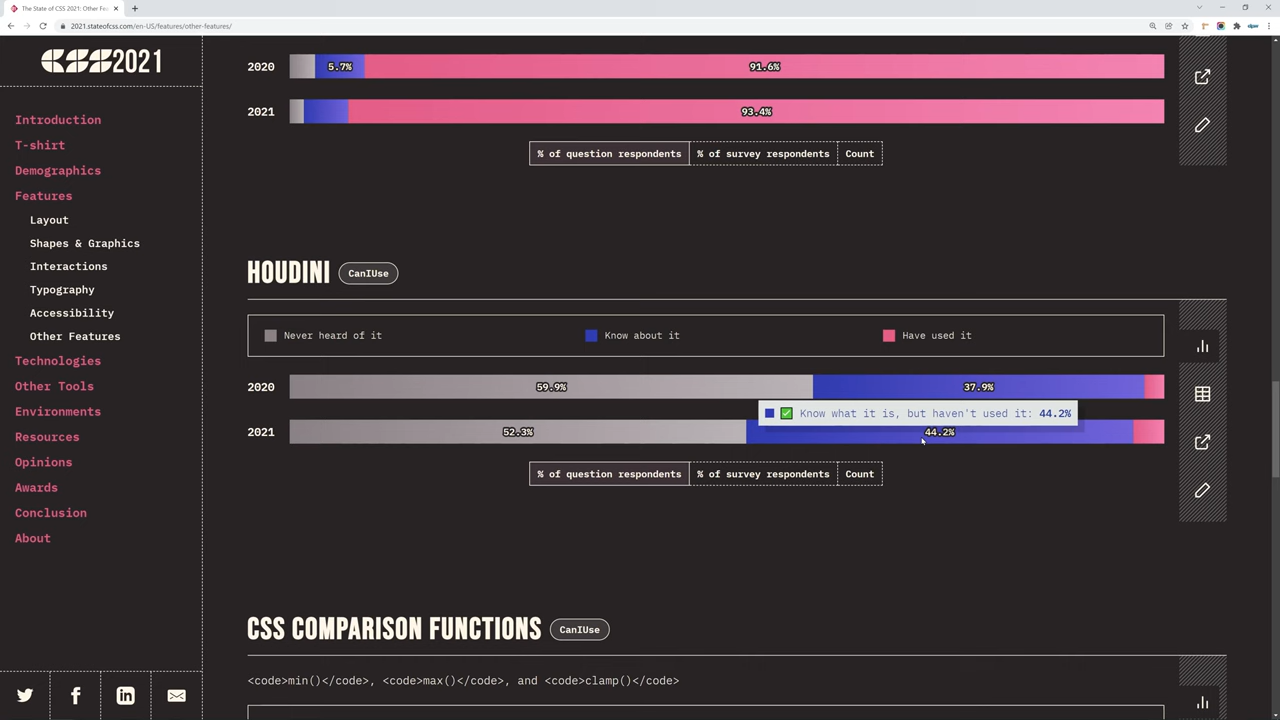 The State of CSS 2021: Other Fea
2021.stateofcss.com/en-US/features/other-features/
CSS2021
Introduction
T-shirt
Demographics
Features
Layout
Shapes & Graphics
Interactions
Typography
Accessibility
Other Features
Technologies
Other Tools
Environments
Resources
Opinions
Awards
Conclusion
About
2020 5.7% 91.6%
2021 93.4%
% of question respondents % of survey respondents Count
HOUDINI CanIUse
Never heard of it Know about it Have used it
2020 59.9% 37.9%
Know what it is, but haven't used it: 44.2%
2021 52.3% 44.2%
% of question respondents % of survey respondents Count
CSS COMPARISON FUNCTIONS CanIUse
<code>min()</code>, <code>max()</code>, and <code>clamp()</code>